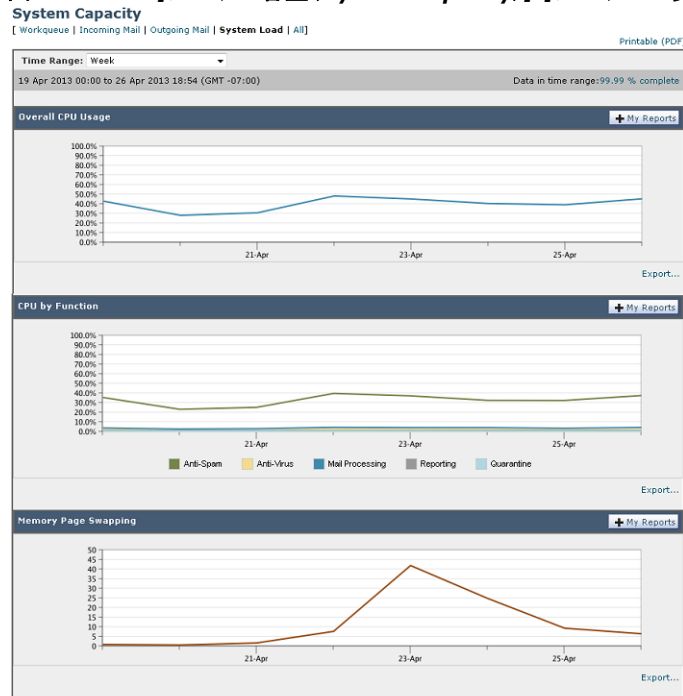 System Capacity
[ Workqueue | Incoming Mail | Outgoing Mail | System Load | All]
Printable (PDF
Time Range: Week
19 Apr 2013 00:00 to 26 Apr 2013 18:54 (GMT -07:00) Data in time range:99.99 % complete
Overall CPU Usage My Reports
100.0%
90.0%
80.0%
70.0%
60.0%
50.0%
40.0%
30.0%
20.0%
10.0%
0.0%
21-Apr 23-Apr 25-Apr
Export...
CPU by Function My Reports
100.0%
90.0%
80.0%
70.0%
60.0%
50.0%
40.0%
30.0%
20.0%
10.0%
0.0%
21-Apr 23-Apr 25-Apr
Anti-Spam Anti-Virus Mail Processing Reporting Quarantine
Export...
Memory Page Swapping My Reports
50
45
40
35
30
25
20
15
10
5
0
21-Apr 23-Apr 25-Apr
Export...